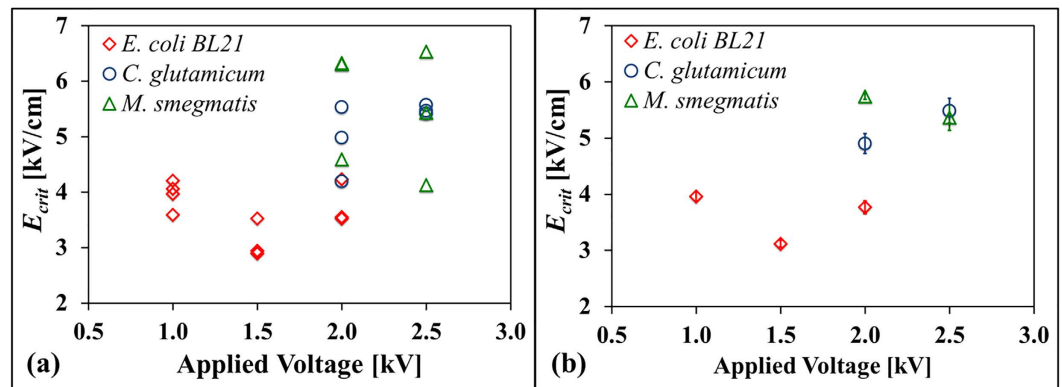 7
6
5
4
3
2
E_crit [kV/cm]
E. coli BL21
C. glutamicum
M. smegmatis
0.5 1.0 1.5 2.0 2.5 3.0
(a) Applied Voltage [kV]
7
6
5
4
3
2
E_crit [kV/cm]
E. coli BL21
C. glutamicum
M. smegmatis
0.5 1.0 1.5 2.0 2.5 3.0
(b) Applied Voltage [kV]